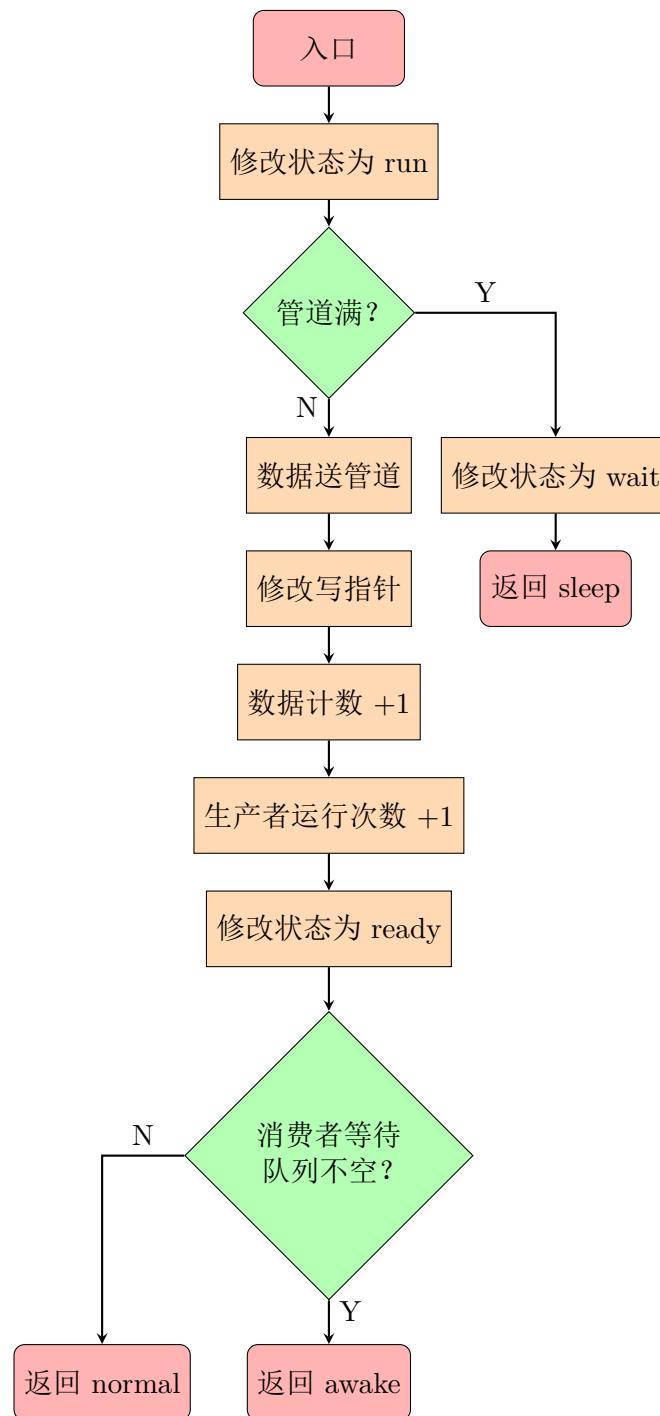 入口
修改状态为 run
管道满？
Y
N
数据送管道
修改状态为 wait
修改写指针
返回 sleep
数据计数 +1
生产者运行次数 +1
修改状态为 ready
消费者等待
队列不空？
N
Y
返回 normal
返回 awake